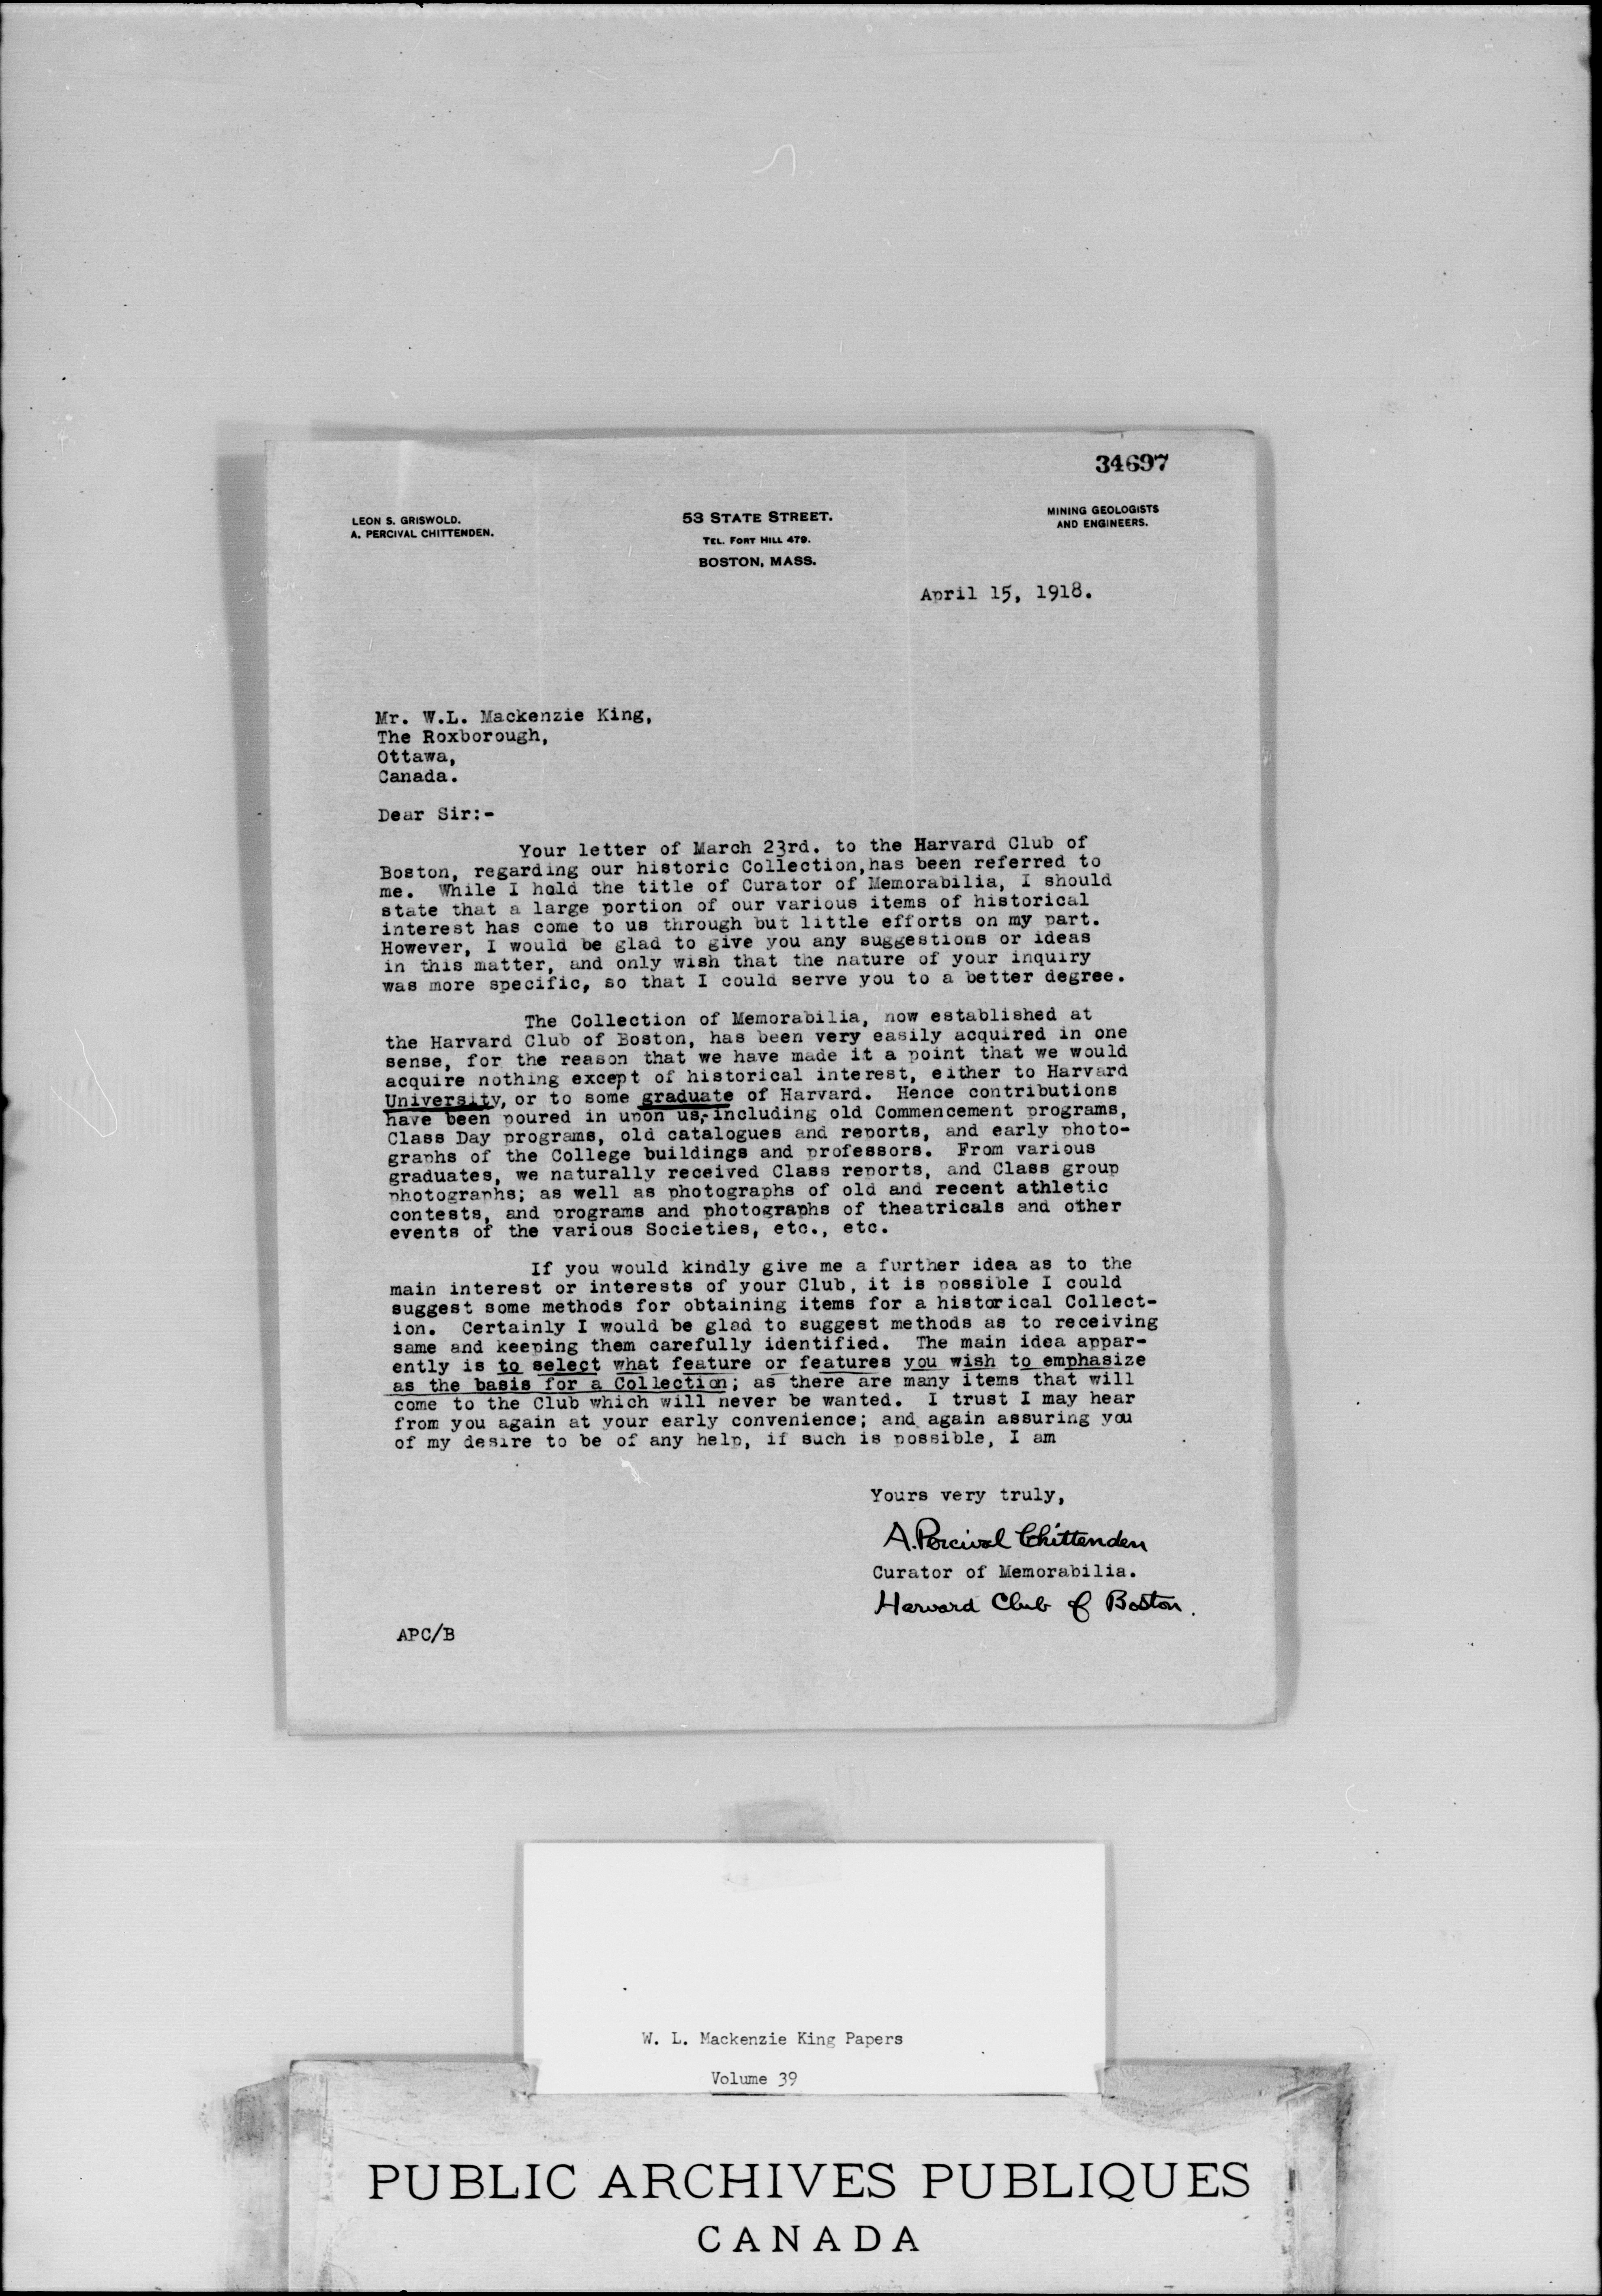 34697
LEON S. GRISWOLD.
A. PERCIVAL CHITTENDEN.
53 STATE STREET.
TEL. FORT HILL 479.
BOSTON, MASS.
MINING GEOLOGISTS
AND ENGINEERS.
April 15, 1918.
Mr. W.L. Mackenzie King,
The Roxborough,
Ottawa,
Canada.
Dear Sir:-
Your letter of March 23rd. to the Harvard Club of
Boston, regarding our historic Collection,has been referred to
me. While I hold the title of Curator of Memorabilia, I should
state that a large portion of our various items of historical
interest has come to us through but little efforts on my part.
However, I would be glad to give you any suggestions or ideas
in this matter, and only wish that the nature of your inquiry
was more specific, so that I could serve you to a better degree.
The Collection of Memorabilia, now established at
the Harvard Club of Boston, has been very easily acquired in one
sense, for the reason that we have made it a point that we would
acquire nothing except of historical interest, either to Harvard
University, or to some graduate of Harvard. Hence contributions
have been poured in upon us,-including old Commencement programs,
Class Day programs, old catalogues and reports, and early photo-
graphs of the College buildings and professors. From various
graduates, we naturally received Class reports, and Class group
photographs; as well as photographs of old and recent athletic
contests, and programs and photographs of theatricals and other
events of the various Societies, etc., etc.
If you would kindly give me a further idea as to the
main interest or interests of your Club, it is possible I could
suggest some methods for obtaining items for a historical Collect-
ion. Certainly I would be glad to suggest methods as to receiving
same and keeping them carefully identified. The main idea appar-
ently is to select what feature or features you wish to emphasize
as the basis for a Collection; as there are many items that will
come to the Club which will never be wanted. I trust I may hear
from you again at your early convenience; and again assuring you
of my desire to be of any help, if such is possible, I am
Yours very truly,
A. Percival Chittenden
Curator of Memorabilia.
Harvard Club of Boston.
APC/B
W. L. Mackenzie King Papers
Volume 39
PUBLIC ARCHIVES PUBLIQUES
CANADA